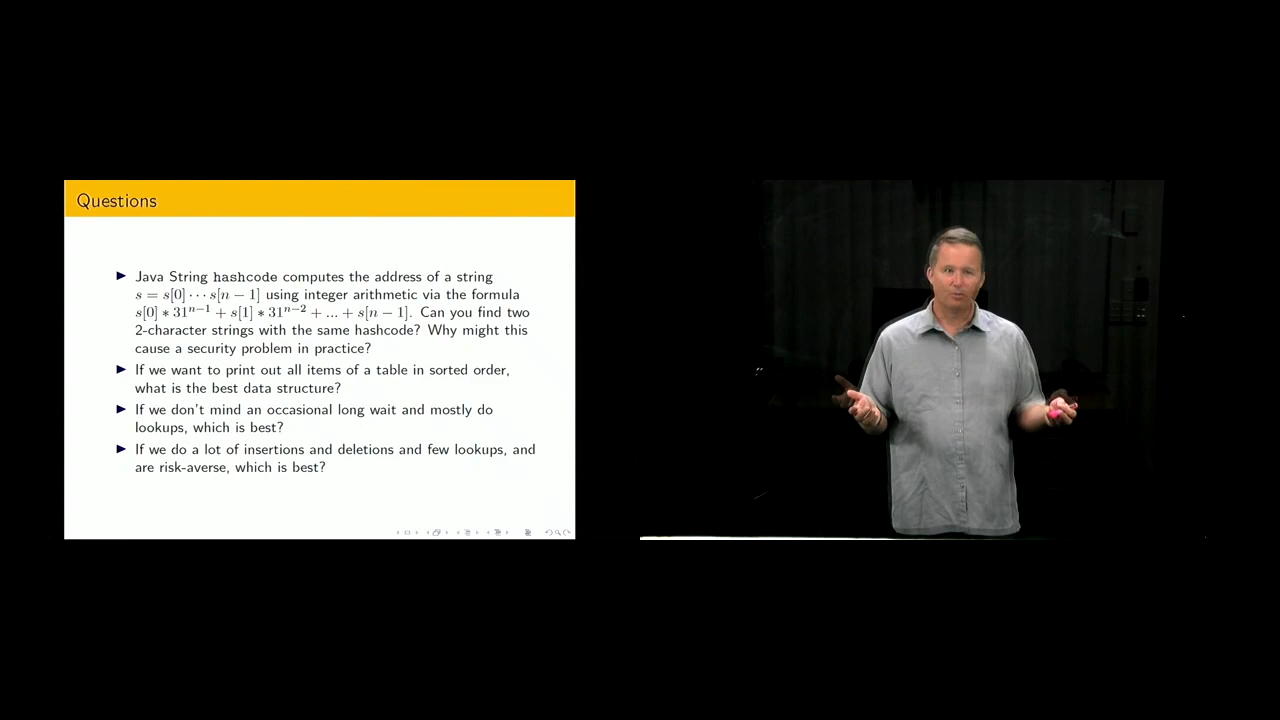 Questions
▶ Java String hashcode computes the address of a string
s = s[0] · · · s[n − 1] using integer arithmetic via the formula
s[0] ∗ 31ⁿ⁻¹ + s[1] ∗ 31ⁿ⁻² + ... + s[n − 1]. Can you find two
2-character strings with the same hashcode? Why might this
cause a security problem in practice?
▶ If we want to print out all items of a table in sorted order,
what is the best data structure?
▶ If we don't mind an occasional long wait and mostly do
lookups, which is best?
▶ If we do a lot of insertions and deletions and few lookups, and
are risk-averse, which is best?